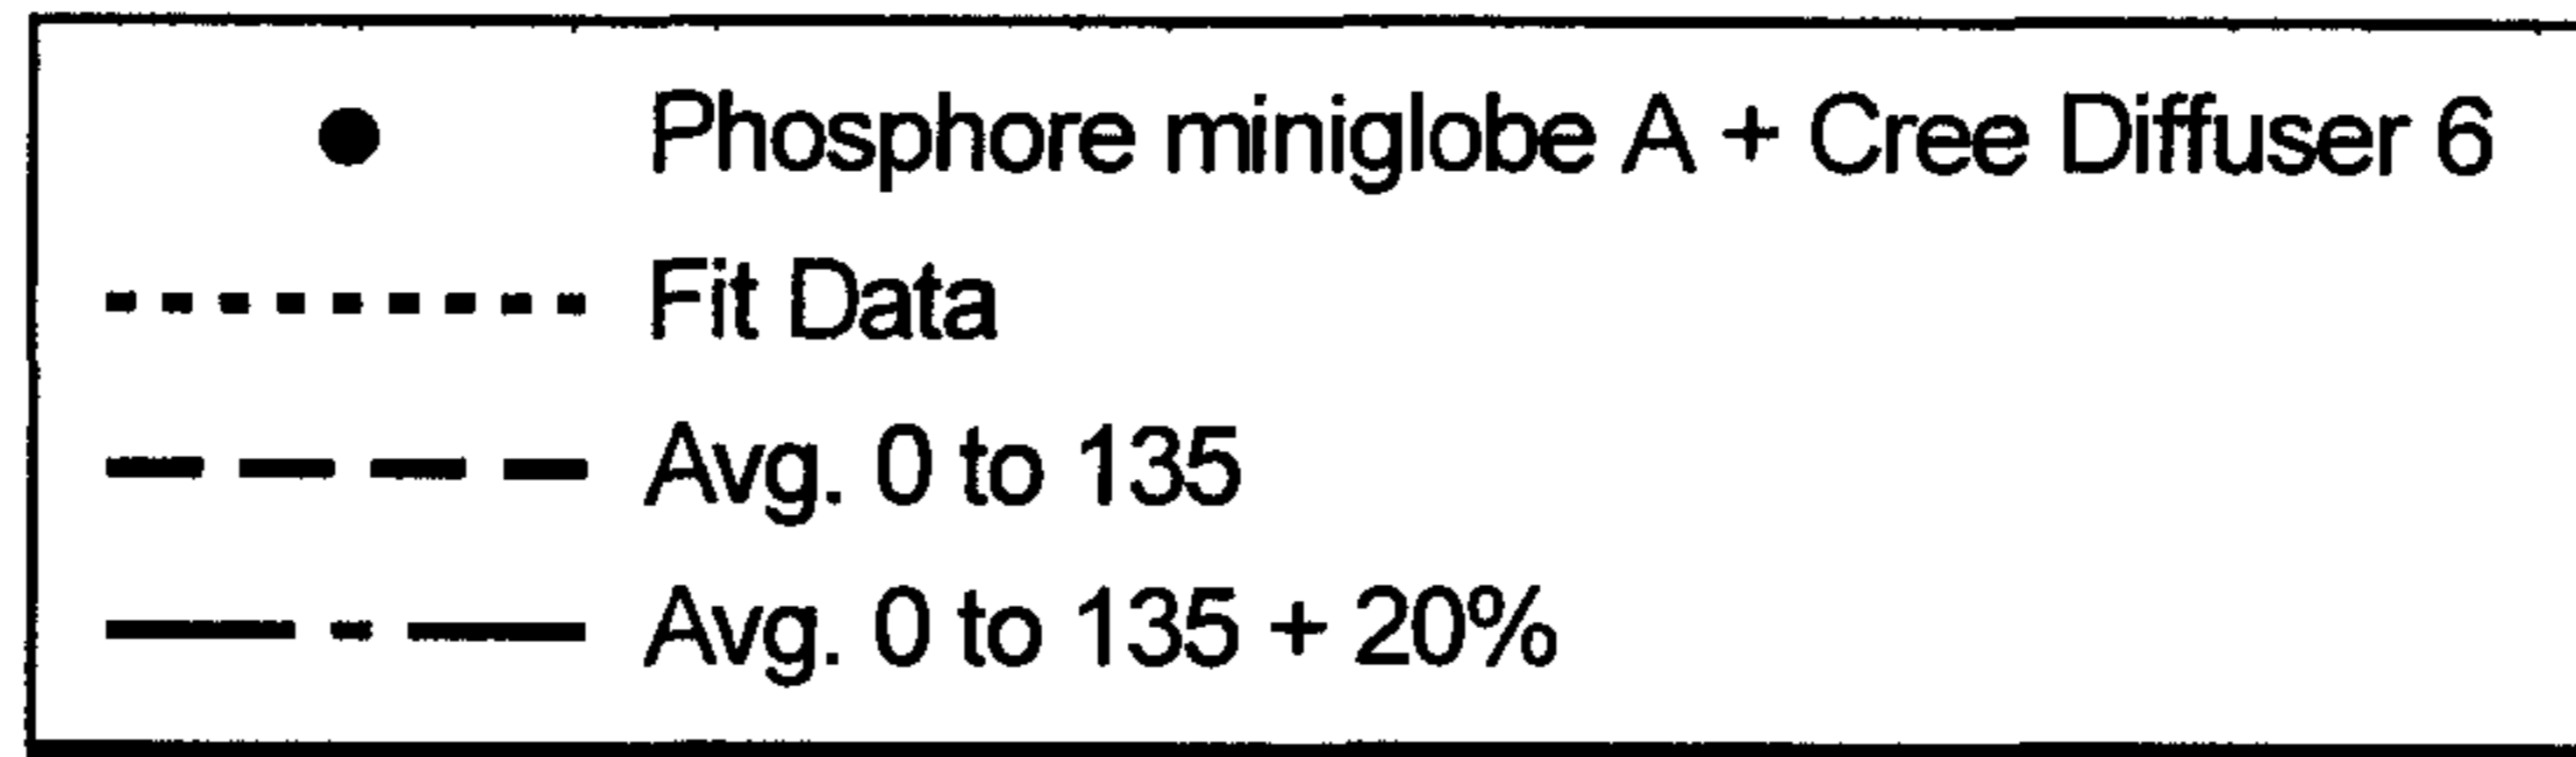 Phosphore miniglobe A + Cree Diffuser 6
Fit Data
Avg. 0 to 135
Avg. 0 to 135 + 20%